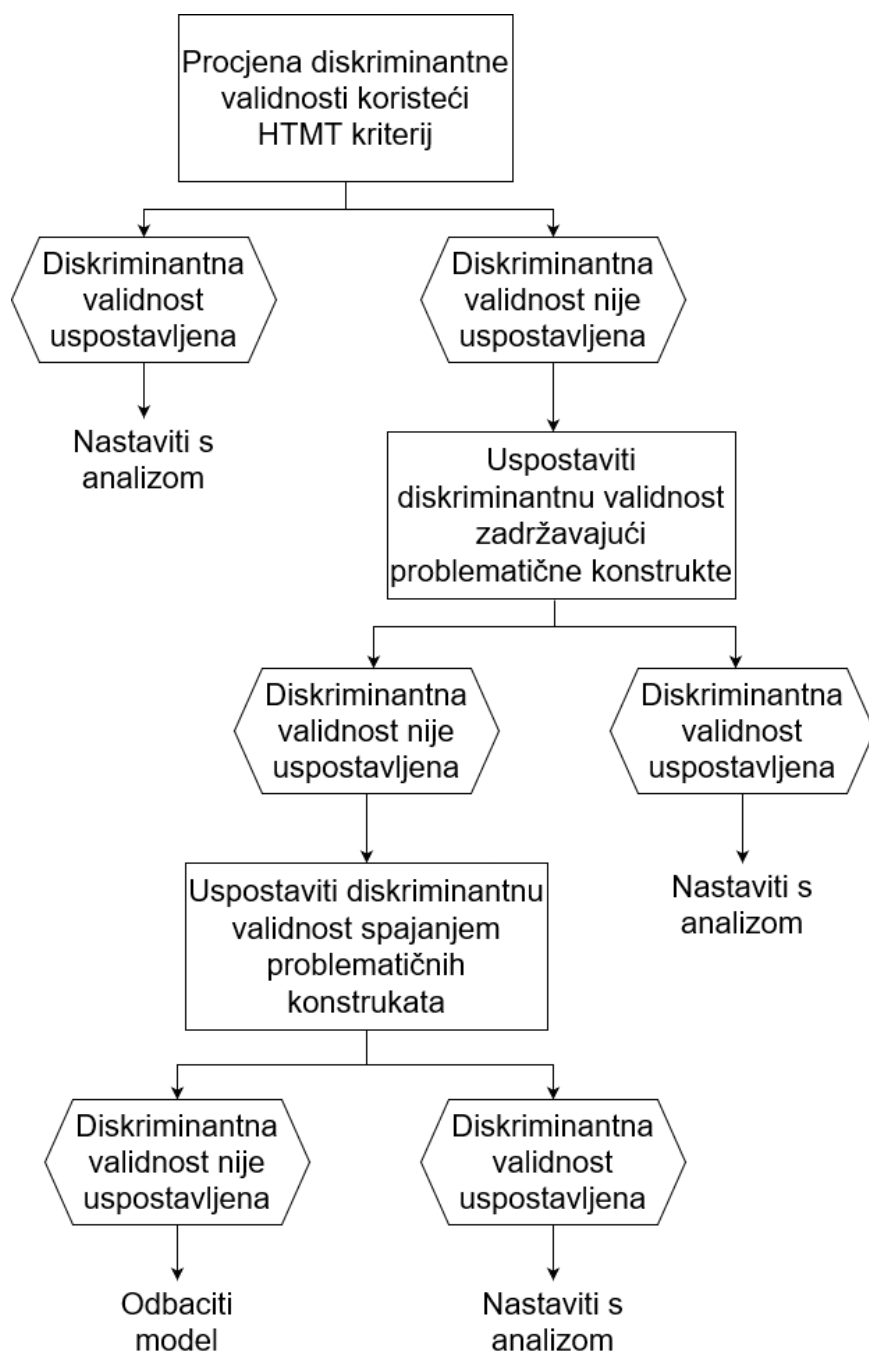 Procjena diskriminantne
validnosti koristeći
HTMT kriterij
Diskriminantna
validnost
uspostavljena
Diskriminantna
validnost nije
uspostavljena
Nastaviti s
analizom
Uspostaviti
diskriminantnu validnost
zadržavajući
problematične konstrukte
Diskriminantna
validnost nije
uspostavljena
Diskriminantna
validnost
uspostavljena
Uspostaviti diskriminantnu
validnost spajanjem
problematičnih
konstrukata
Nastaviti s
analizom
Diskriminantna
validnost nije
uspostavljena
Diskriminantna
validnost
uspostavljena
Odbaciti
model
Nastaviti s
analizom